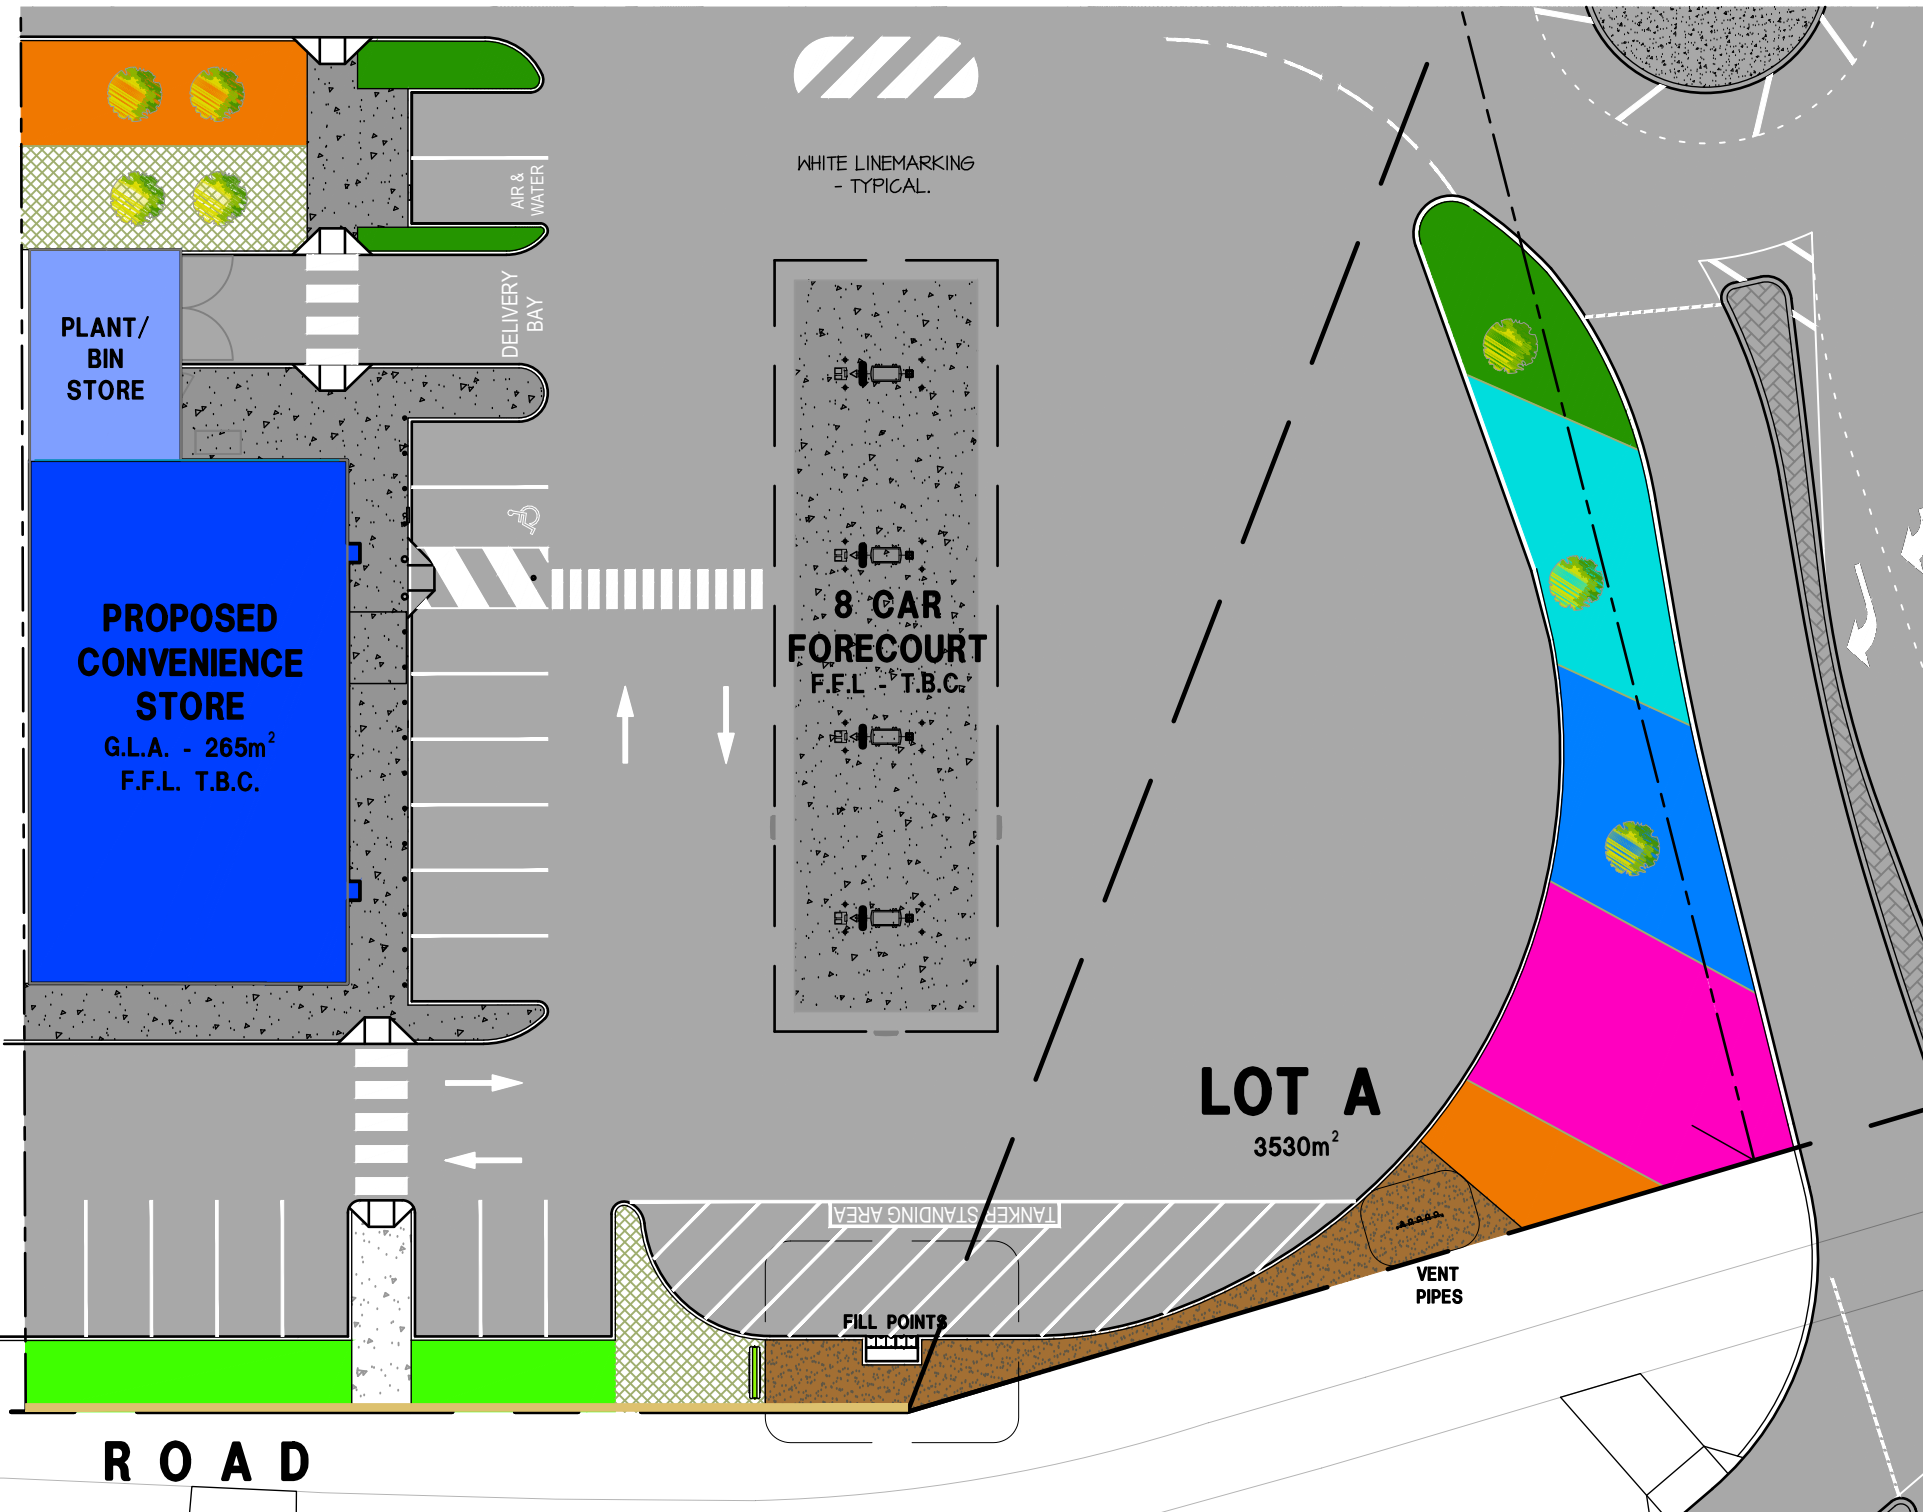 WHITE LINEMARKING
- TYPICAL.
AIR &
WATER
DELIVERY
BAY
PLANT/
BIN
STORE
PROPOSED
CONVENIENCE
STORE
G.L.A. - 265m²
F.F.L. T.B.C.
8 CAR
FORECOURT
F.F.L - T.B.C.
LOT A
3530m²
TANKER STANDING AREA
FILL POINTS
VENT
PIPES
ROAD